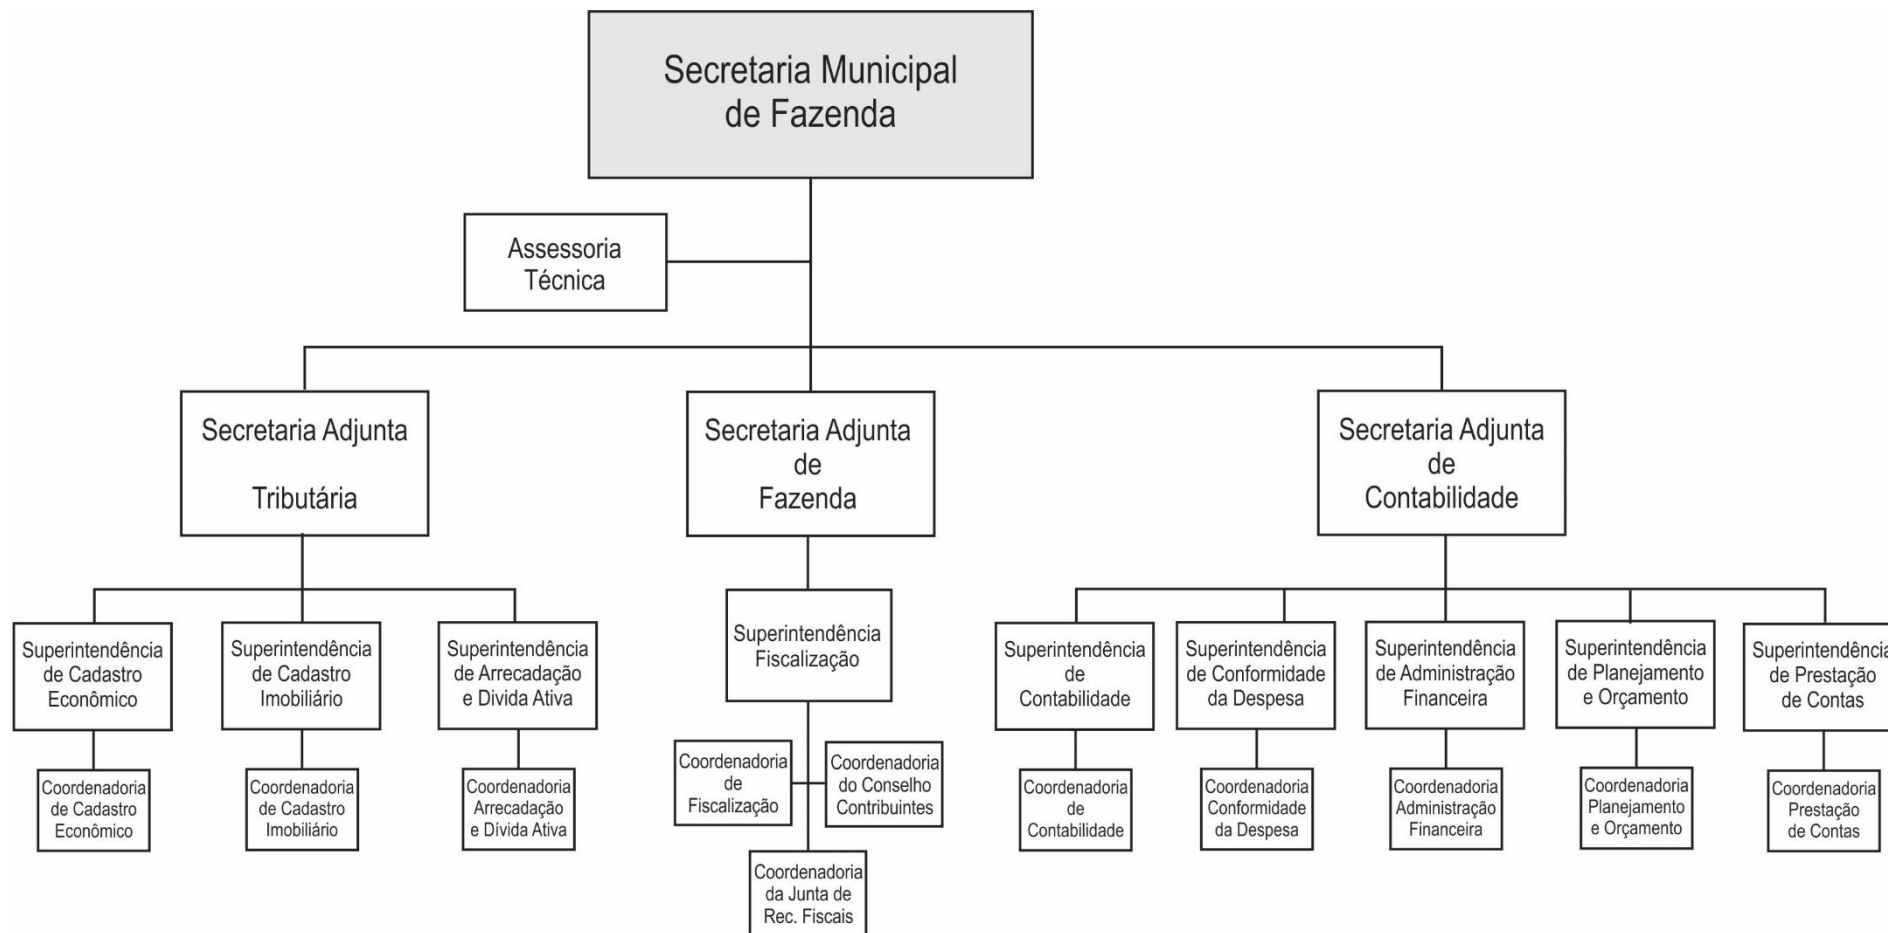 Secretaria Municipal
de Fazenda
Assessoria
Técnica
Secretaria Adjunta
Tributária
Secretaria Adjunta
de
Fazenda
Secretaria Adjunta
de
Contabilidade
Superintendência
de Cadastro
Econômico
Superintendência
de Cadastro
Imobiliário
Superintendência
de Arrecadação
e Divida Ativa
Superintendência
Fiscalização
Superintendência
de
Contabilidade
Superintendência
de Conformidade
da Despesa
Superintendência
de Administração
Financeira
Superintendência
de Planejamento
e Orçamento
Superintendência
de Prestação
de Contas
Coordenadoria
de Cadastro
Econômico
Coordenadoria
de Cadastro
Imobiliário
Coordenadoria
Arrecadação
e Dívida Ativa
Coordenadoria
de
Fiscalização
Coordenadoria
do Conselho
Contribuintes
Coordenadoria
da Junta de
Rec. Fiscais
Coordenadoria
de
Contabilidade
Coordenadoria
Conformidade
da Despesa
Coordenadoria
Administração
Financeira
Coordenadoria
Planejamento
e Orçamento
Coordenadoria
Prestação
de Contas